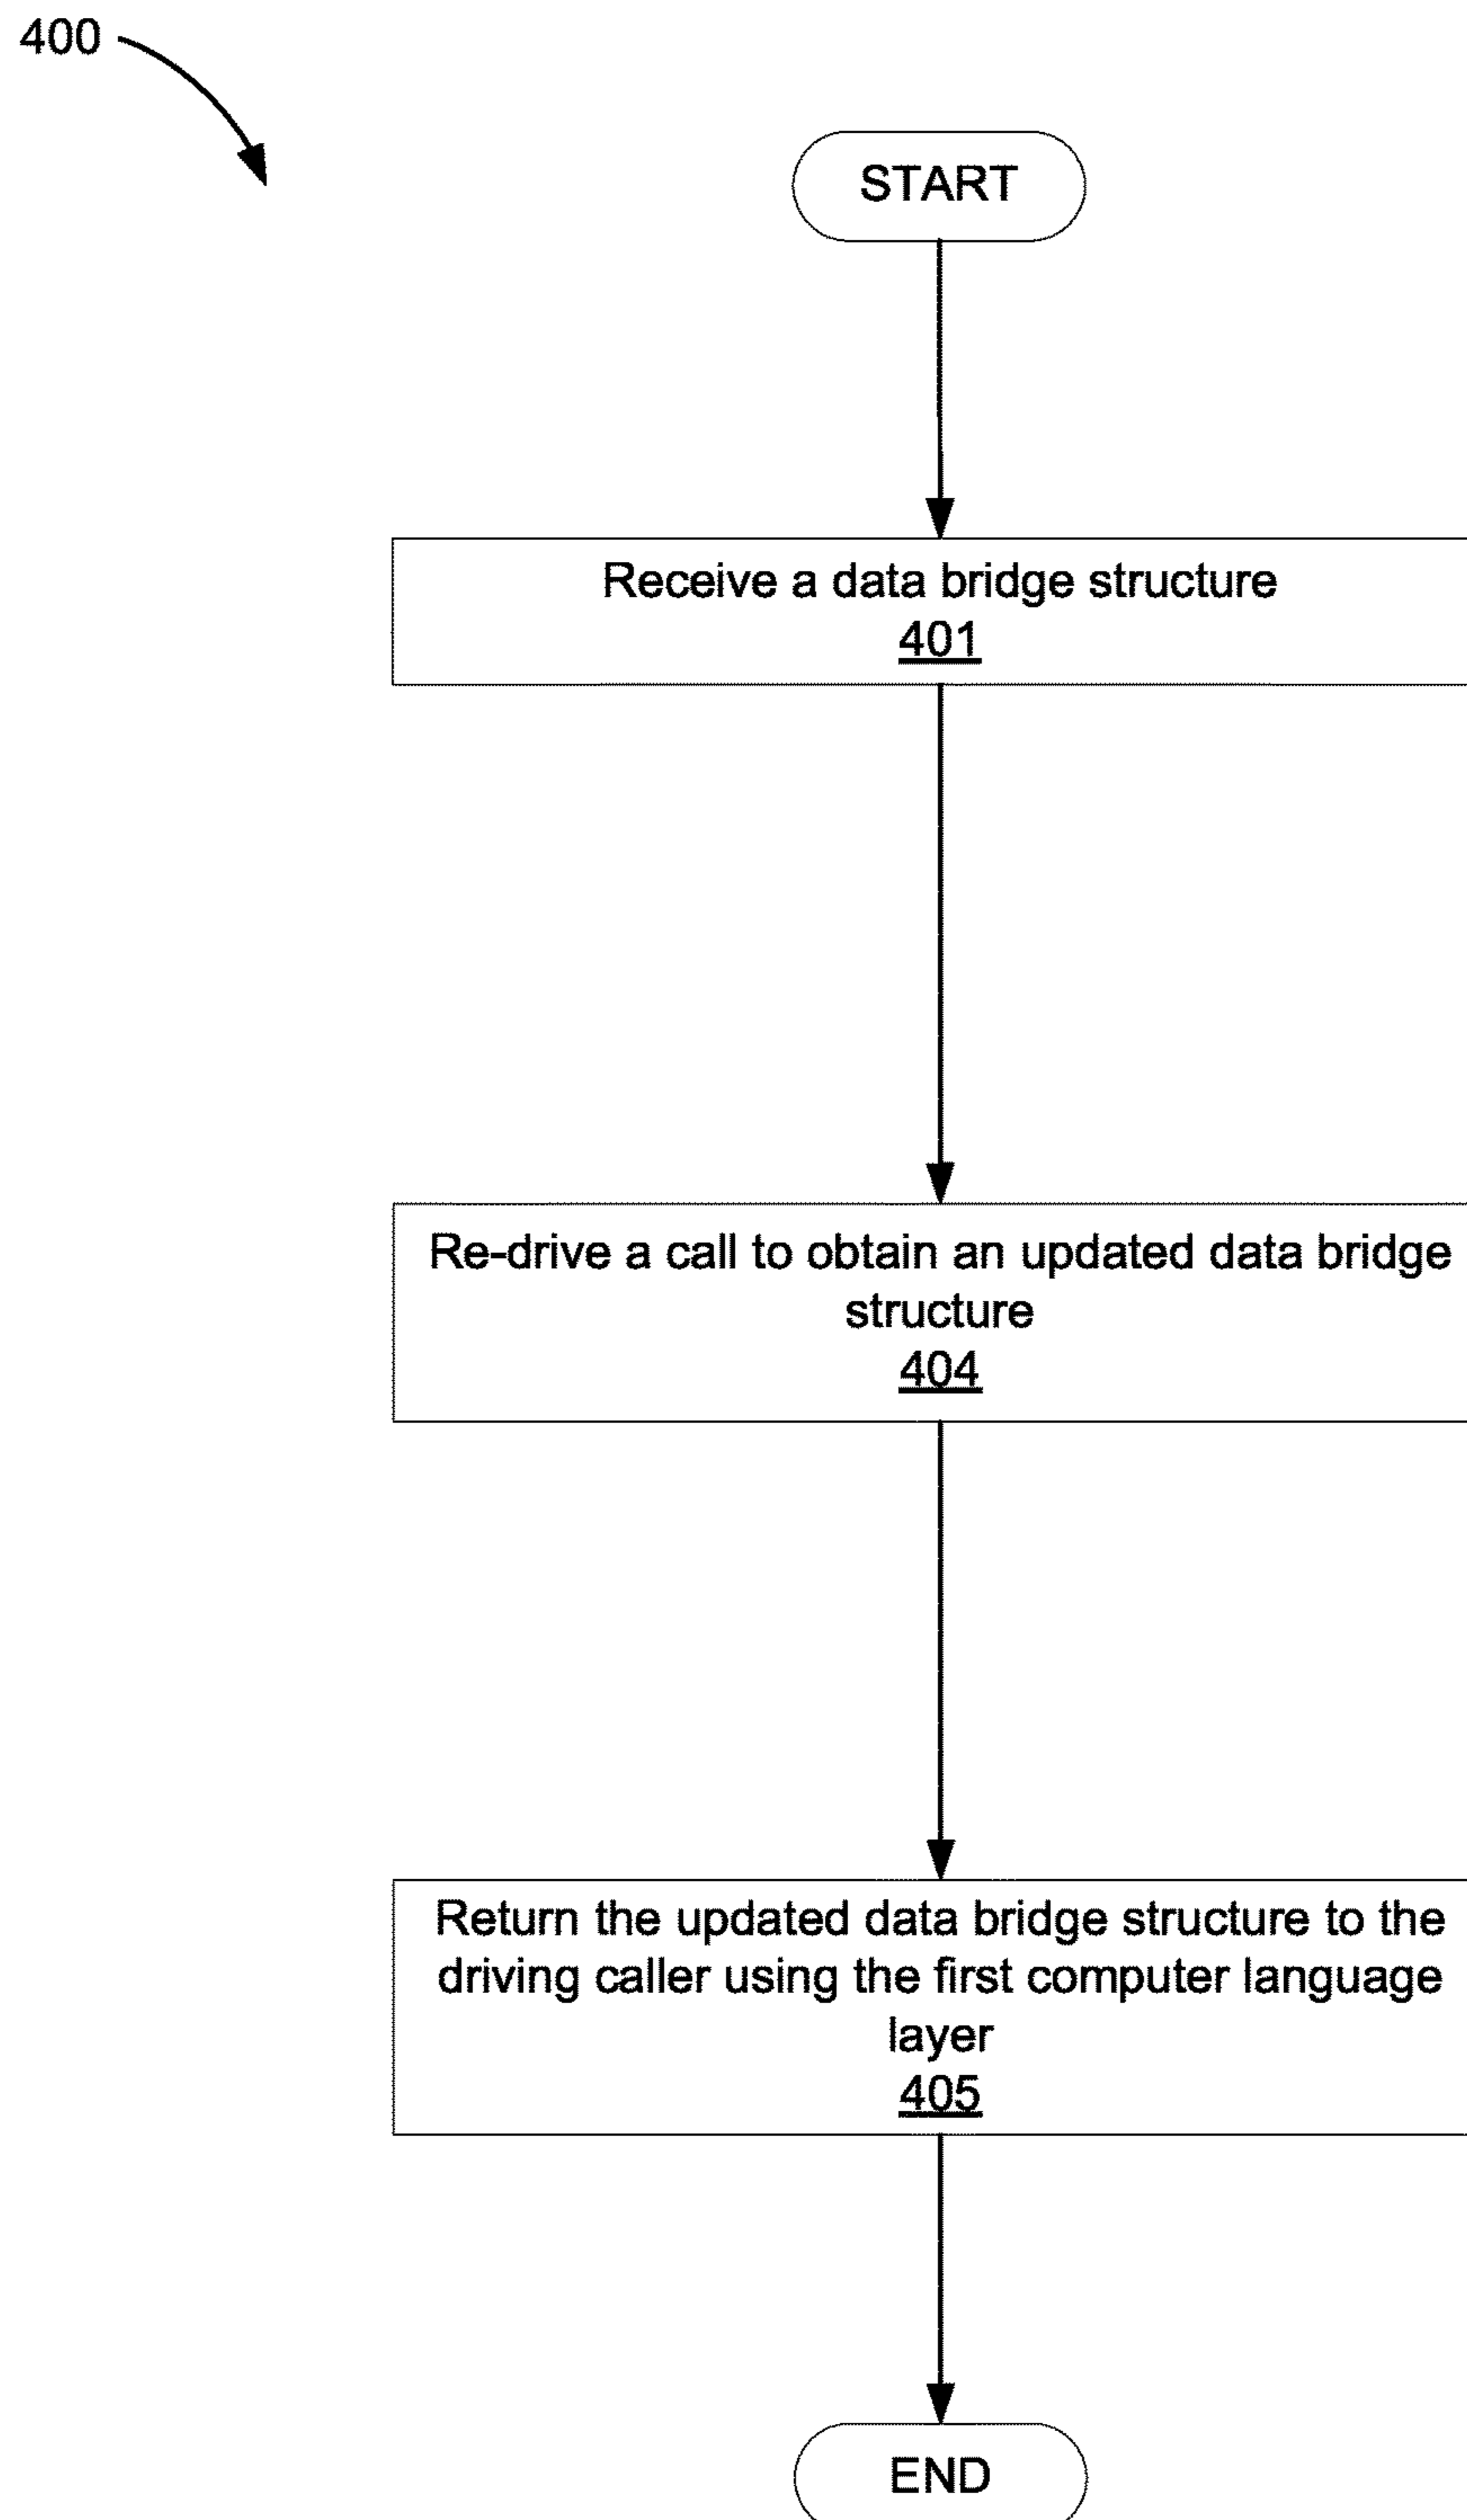 400
START
Receive a data bridge structure
401
Re-drive a call to obtain an updated data bridge
structure
404
Return the updated data bridge structure to the
driving caller using the first computer language
layer
405
END